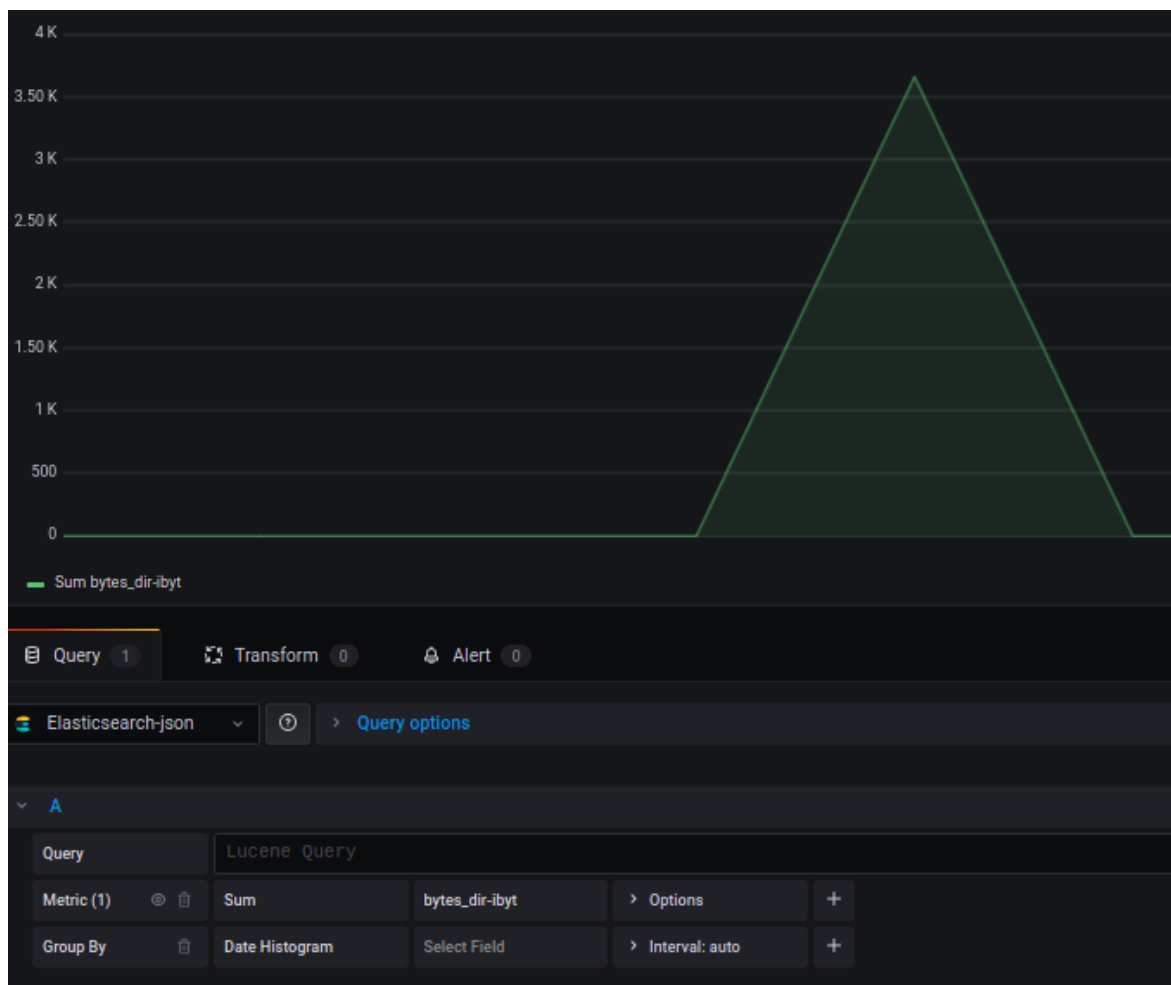 4 K
3.50 K
3 K
2.50 K
2 K
1.50 K
1 K
500
0
Sum bytes_dir-ibyt
Query 1 Transform 0 Alert 0
Elasticsearch-json Query options
A
Query Lucene Query
Metric (1) Sum bytes_dir-ibyt > Options +
Group By Date Histogram Select Field > Interval: auto +